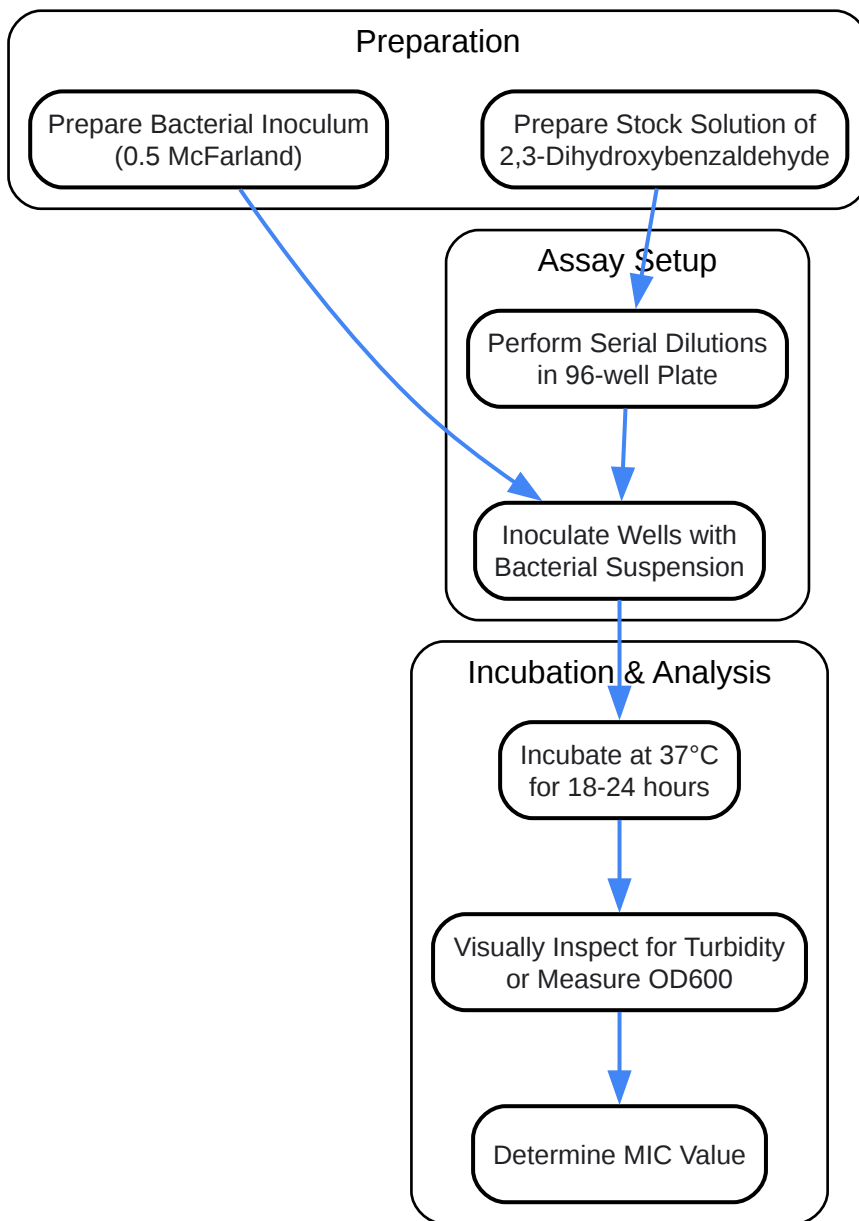 Preparation
Prepare Bacterial Inoculum
(0.5 McFarland)
Prepare Stock Solution of
2,3-Dihydroxybenzaldehyde
Assay Setup
Perform Serial Dilutions
in 96-well Plate
Inoculate Wells with
Bacterial Suspension
Incubation & Analysis
Incubate at 37°C
for 18-24 hours
Visually Inspect for Turbidity
or Measure OD600
Determine MIC Value